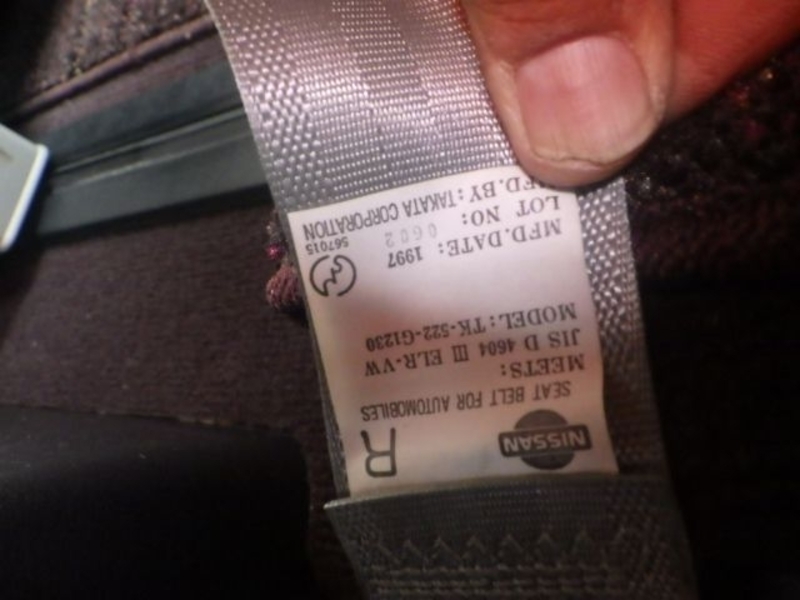 NISSAN R
SEAT BELT FOR AUTOMOBILES
MEETS:
JIS D 4604 III ELR-VW
MODEL:TK-522-G1230
567015
MFD.DATE: 1997
LOT NO: 0602
MFD.BY:TAKATA CORPORATION